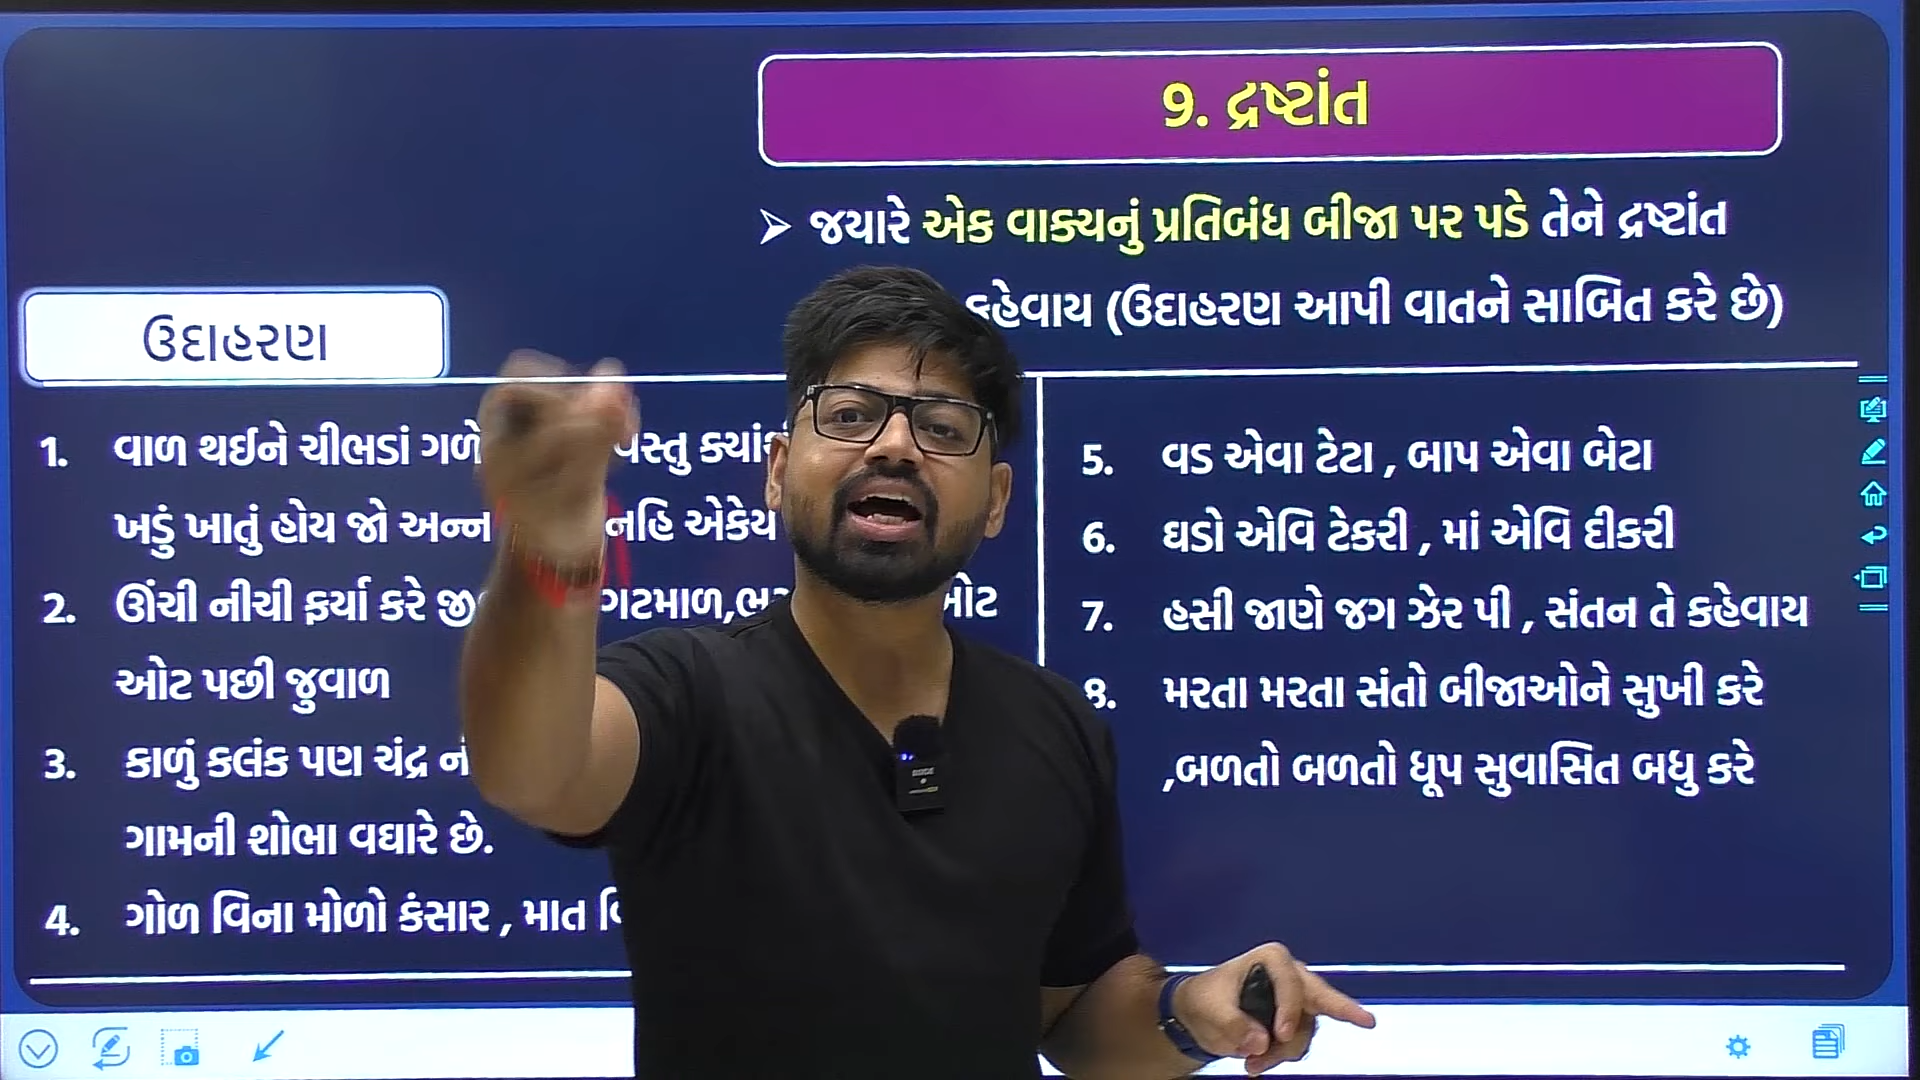 9. દ્રષ્ટાંત
➢ જયારે એક વાક્યનું પ્રતિબંધ બીજા પર પડે તેને દ્રષ્ટાંત
કહેવાય (ઉદાહરણ આપી વાતને સાબિત કરે છે)
ઉદાહરણ
1. વાળ થઈને ચીભડાં ગળે વસ્તુ
ખડું ખાતું હોય જો અન્ન નહિ એકેય
2. ઊંચી નીચી ફર્યા કરે
ઓટ પછી જુવાળ
3. કાળું કલંક પણ ચંદ્ર
ગામની શોભા વઘારે છે.
4. ગોળ વિના મોળો કંસાર , માત
5. વડ એવા ટેટા , બાપ એવા બેટા
6. ઘડો એવિ ટેકરી , માં એવિ દીકરી
7. હસી જાણે જગ ઝેર પી , સંતન તે કહેવાય
8. મરતા મરતા સંતો બીજાઓને સુખી કરે
,બળતો બળતો ધૂપ સુવાસિત બધુ કરે